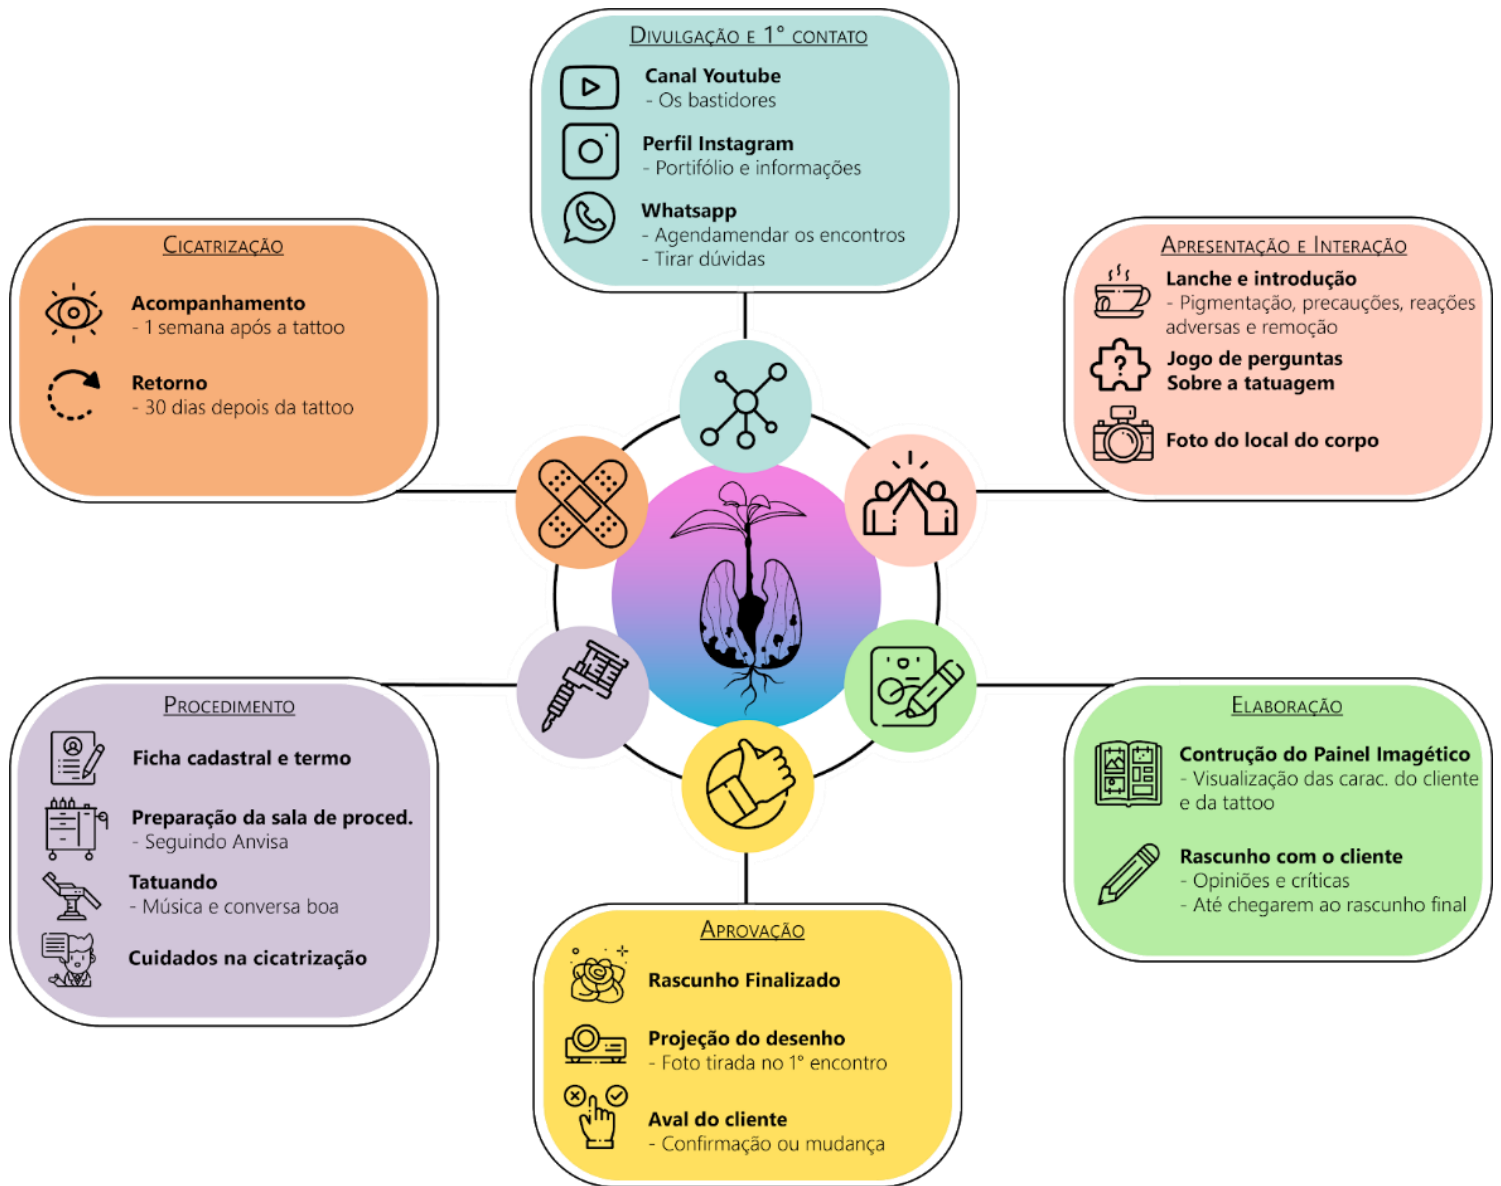 Divulgação e 1° contato
Canal Youtube
- Os bastidores
Perfil Instagram
- Portifólio e informações
Whatsapp
- Agendamendar os encontros
- Tirar dúvidas
Apresentação e Interação
Lanche e introdução
- Pigmentação, precauções, reações
adversas e remoção
Jogo de perguntas
Sobre a tatuagem
?
Foto do local do corpo
Elaboração
Contrução do Painel Imagético
- Visualização das carac. do cliente
e da tattoo
Rascunho com o cliente
- Opiniões e críticas
- Até chegarem ao rascunho final
Aprovação
Rascunho Finalizado
Projeção do desenho
- Foto tirada no 1° encontro
Aval do cliente
- Confirmação ou mudança
Procedimento
Ficha cadastral e termo
Preparação da sala de proced.
- Seguindo Anvisa
Tatuando
- Música e conversa boa
Cuidados na cicatrização
Cicatrização
Acompanhamento
- 1 semana após a tattoo
Retorno
- 30 dias depois da tattoo